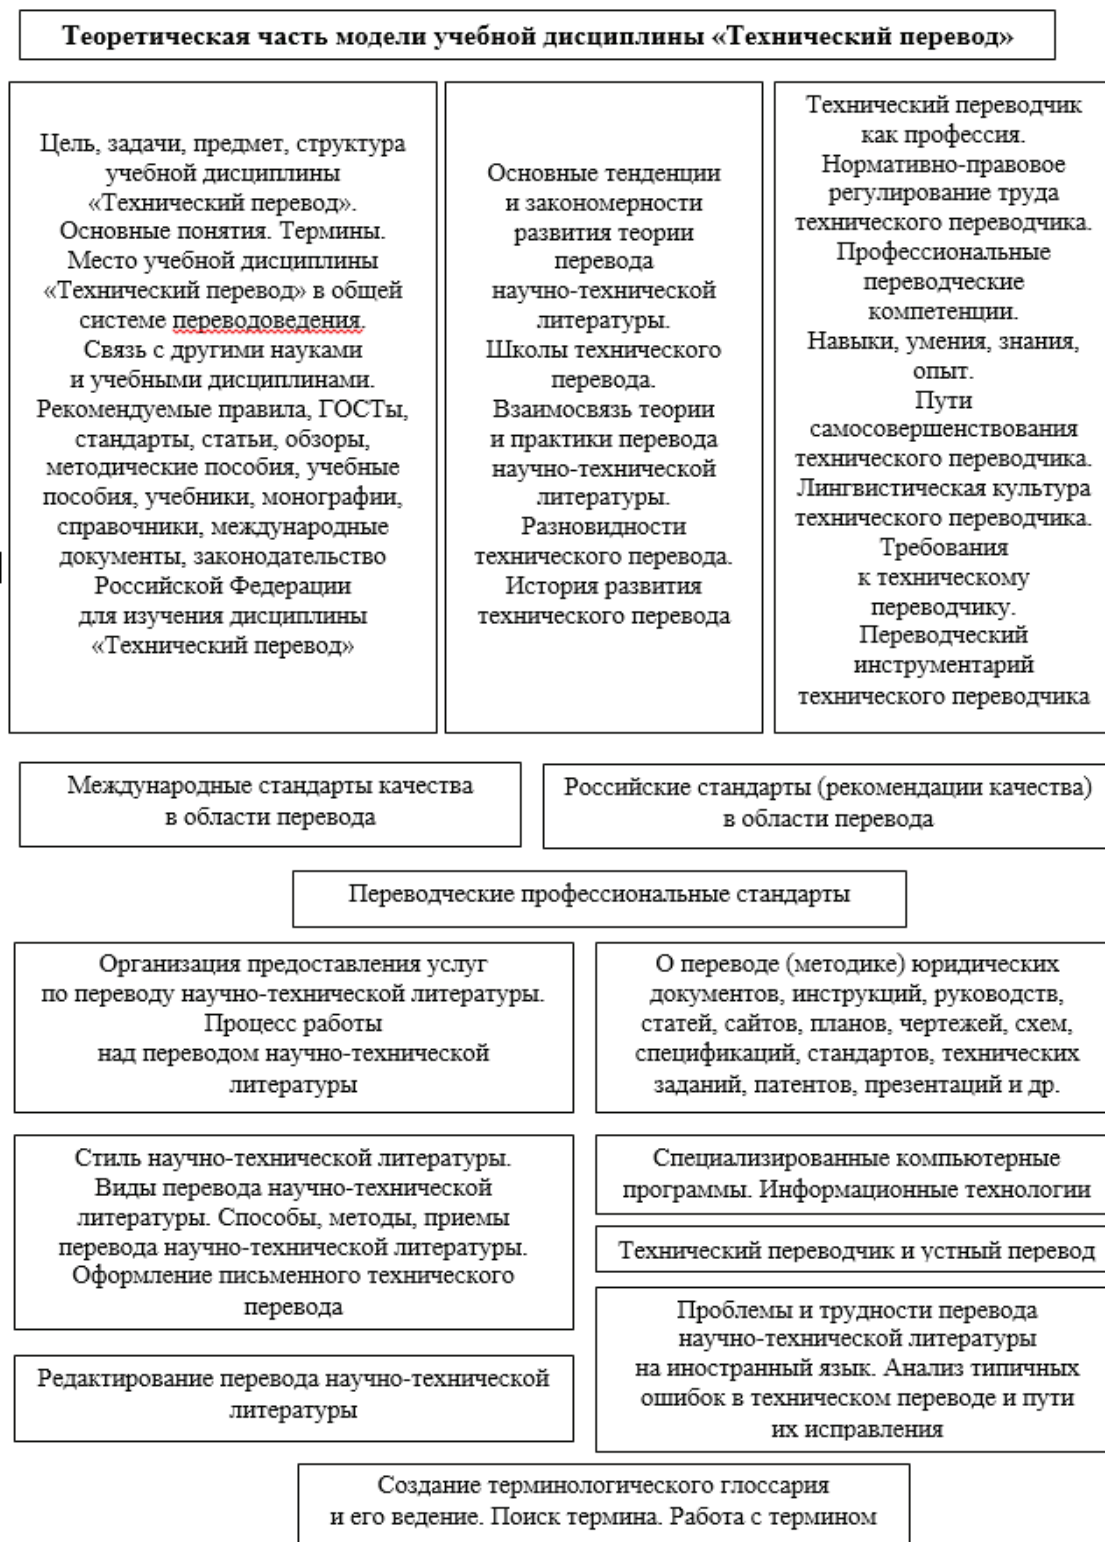 Теоретическая часть модели учебной дисциплины «Технический перевод»
Цель, задачи, предмет, структура
учебной дисциплины
«Технический перевод».
Основные понятия. Термины.
Место учебной дисциплины
«Технический перевод» в общей
системе переводоведения.
Связь с другими науками
и учебными дисциплинами.
Рекомендуемые правила, ГОСТы,
стандарты, статьи, обзоры,
методические пособия, учебные
пособия, учебники, монографии,
справочники, международные
документы, законодательство
Российской Федерации
для изучения дисциплины
«Технический перевод»
Основные тенденции
и закономерности
развития теории
перевода
научно-технической
литературы.
Школы технического
перевода.
Взаимосвязь теории
и практики перевода
научно-технической
литературы.
Разновидности
технического перевода.
История развития
технического перевода
Технический переводчик
как профессия.
Нормативно-правовое
регулирование труда
технического переводчика.
Профессиональные
переводческие
компетенции.
Навыки, умения, знания,
опыт.
Пути
самосовершенствования
технического переводчика.
Лингвистическая культура
технического переводчика.
Требования
к техническому
переводчику.
Переводческий
инструментарий
технического переводчика
Международные стандарты качества
в области перевода
Российские стандарты (рекомендации качества)
в области перевода
Переводческие профессиональные стандарты
Организация предоставления услуг
по переводу научно-технической литературы.
Процесс работы
над переводом научно-технической
литературы
О переводе (методике) юридических
документов, инструкций, руководств,
статей, сайтов, планов, чертежей, схем,
спецификаций, стандартов, технических
заданий, патентов, презентаций и др.
Стиль научно-технической литературы.
Виды перевода научно-технической
литературы. Способы, методы, приемы
перевода научно-технической литературы.
Оформление письменного технического
перевода
Специализированные компьютерные
программы. Информационные технологии
Технический переводчик и устный перевод
Проблемы и трудности перевода
научно-технической литературы
на иностранный язык. Анализ типичных
ошибок в техническом переводе и пути
их исправления
Редактирование перевода научно-технической
литературы
Создание терминологического глоссария
и его ведение. Поиск термина. Работа с термином